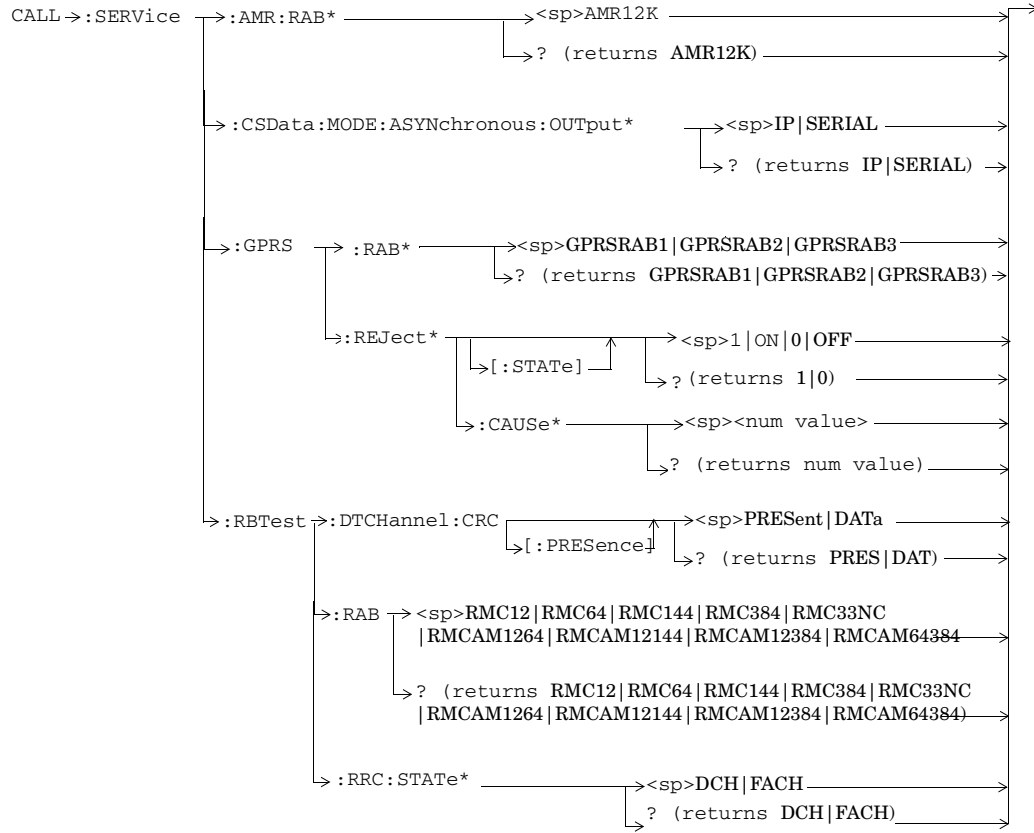 CALL :SERVice :AMR:RAB* <sp>AMR12K
? (returns AMR12K)
:CSData:MODE:ASYNchronous:OUTput* <sp>IP|SERIAL
? (returns IP|SERIAL)
:GPRS :RAB* <sp>GPRSRAB1|GPRSRAB2|GPRSRAB3
? (returns GPRSRAB1|GPRSRAB2|GPRSRAB3)
:REJect* <sp>1|ON|0|OFF
[:STATe]
? (returns 1|0)
:CAUSe* <sp><num value>
? (returns num value)
:RBTest :DTCHannel:CRC <sp>PRESent|DATa
[:PRESence]
? (returns PRES|DAT)
:RAB <sp>RMC12|RMC64|RMC144|RMC384|RMC33NC
|RMCAM1264|RMCAM12144|RMCAM12384|RMCAM64384
? (returns RMC12|RMC64|RMC144|RMC384|RMC33NC
|RMCAM1264|RMCAM12144|RMCAM12384|RMCAM64384)
:RRC:STATe* <sp>DCH|FACH
? (returns DCH|FACH)